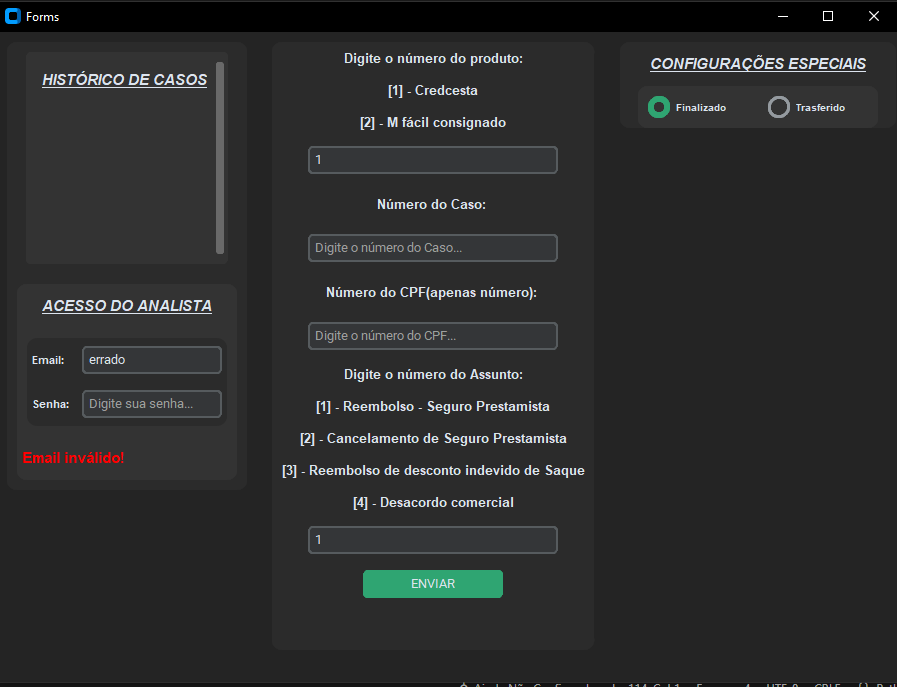 Forms
HISTÓRICO DE CASOS
ACESSO DO ANALISTA
Email:
errado
Senha:
Digite sua senha...
Email inválido!
Digite o número do produto:
[1] - Credcesta
[2] - M fácil consignado
1
Número do Caso:
Digite o número do Caso...
Número do CPF(apenas número):
Digite o número do CPF...
Digite o número do Assunto:
[1] - Reembolso - Seguro Prestamista
[2] - Cancelamento de Seguro Prestamista
[3] - Reembolso de desconto indevido de Saque
[4] - Desacordo comercial
1
ENVIAR
CONFIGURAÇÕES ESPECIAIS
Finalizado
Trasferido